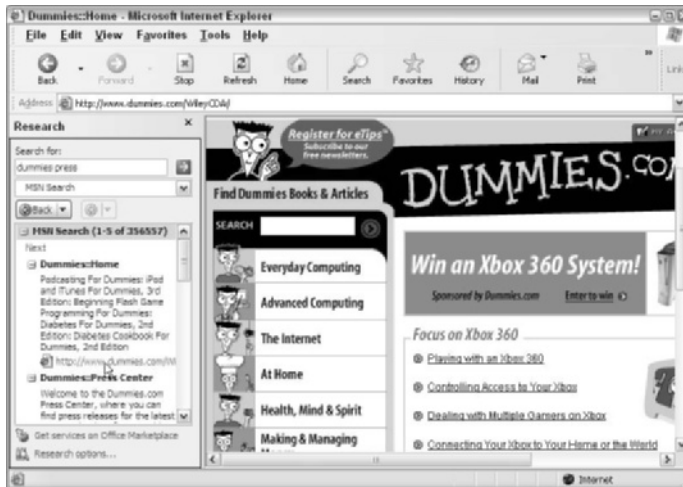 Dummies::Home - Microsoft Internet Explorer
File Edit View Favorites Tools Help
Back Forward Stop Refresh Home Search Favorites History Mail Print
Address http://www.dummies.com/WileyCDA/
Research
Search for:
dummies press
MSN Search
Back
MSN Search (1-5 of 356557)
Next
Dummies::Home
Podcasting For Dummies: iPod
and iTunes For Dummies, 3rd
Edition: Beginning Flash Game
Programming For Dummies:
Diabetes For Dummies, 2nd
Edition: Diabetes Cookbook For
Dummies, 2nd Edition
http://www.dummies.com/Wi
Dummies::Press Center
Welcome to the Dummies.com
Press Center, where you can
find press releases for the latest
Get services on Office Marketplace
Research options...
Register for eTips™
Subscribe to our
free newsletters.
Find Dummies Books & Articles
SEARCH
Everyday Computing
Advanced Computing
The Internet
At Home
Health, Mind & Spirit
Making & Managing
DUMMIES.CO
Win an Xbox 360 System!
Sponsored by Dummies.com Enter to win
Focus on Xbox 360
Playing with an Xbox 360
Controlling Access to Your Xbox
Dealing with Multiple Gamers on Xbox
Connecting Your Xbox to Your Home or the World
Internet